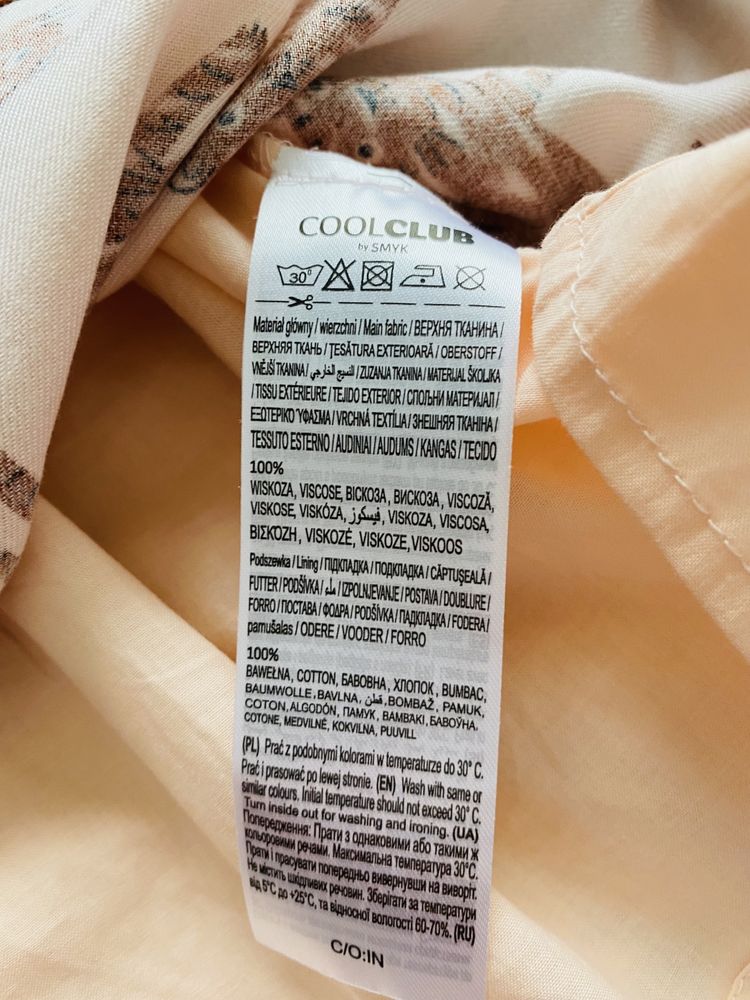 COOLCLUB
by SMYK
30°
Materiał główny / wierzchni / Main fabric / ВЕРХНЯ ТКАНИНА /
ВЕРХНЯЯ ТКАНЬ / ȚESĂTURA EXTERIOARĂ / OBERSTOFF /
VNĚJŠÍ TKANINA / النسيج الخارجي / ZUZANJA TKANINA / MATERIJAL ŠKOLJKA
/ TISSU EXTÉRIEURE / TEJIDO EXTERIOR / СПОЉНИ МАТЕРИЈАЛ /
ΕΞΩΤΕΡΙΚΌ ΎΦΑΣΜΑ / VRCHNÁ TEXTÍLIA / ЗНЕШНЯЯ ТКАНІНА /
TESSUTO ESTERNO / AUDINIAI / AUDUMS / KANGAS / TECIDO
100%
WISKOZA, VISCOSE, ВІСКОЗА, ВИСКОЗА, VISCOZĂ,
VISKOSE, VISKÓZA, فيسكوز, VISKOZA, VISCOSA,
ΒΙΣΚΌΖΗ, VISKOZĖ, VISKOZE, VISKOOS
Podszewka / Lining / ПІДКЛАДКА / ПОДКЛАДКА / CĂPTUȘEALĂ /
FUTTER / PODŠÍVKA / ملء / IZPOLNJEVANJE / POSTAVA / DOUBLURE /
FORRO / ПОСТАВА / ΦΟΔΡΑ / PODŠÍVKA / ПАДКЛАДКА / FODERA /
pamušalas / ODERE / VOODER / FORRO
100%
BAWEŁNA, COTTON, БАВОВНА, ХЛОПОК, BUMBAC,
BAUMWOLLE, BAVLNA, قطن, BOMBAŽ, PAMUK,
COTON, ALGODÓN, ПАМУК, ΒΑΜΒΑΚΙ, БАВОЎНА,
COTONE, MEDVILNĖ, KOKVILNA, PUUVILL
(PL) Prać z podobnymi kolorami w temperaturze do 30° C.
Prać i prasować po lewej stronie. (EN) Wash with same or
similar colours. Initial temperature should not exceed 30° C.
Turn inside out for washing and ironing. (UA)
Попередження: Прати з однаковими або такими ж
кольоровими речами. Максимальна температура 30°C.
Прати і прасувати попередньо вивернувши на виворіт.
Не містить шкідливих речовин. Зберігати за температури
від 5°C до +25°C, та відносної вологості 60-70%. (RU)
C/O:IN